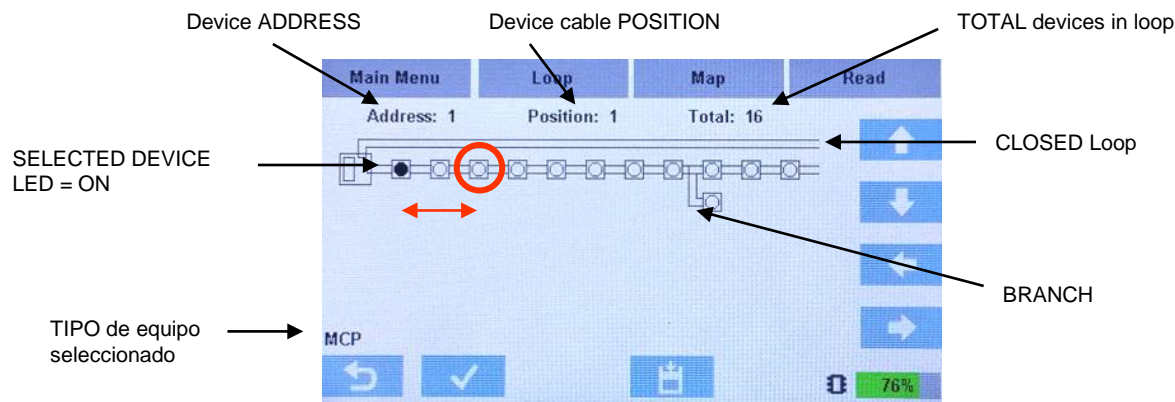 Device ADDRESS
Device cable POSITION
TOTAL devices in loop
Main Menu
Loop
Map
Read
Address: 1
Position: 1
Total: 16
CLOSED Loop
SELECTED DEVICE
LED = ON
BRANCH
TIPO de equipo
seleccionado
MCP
76%